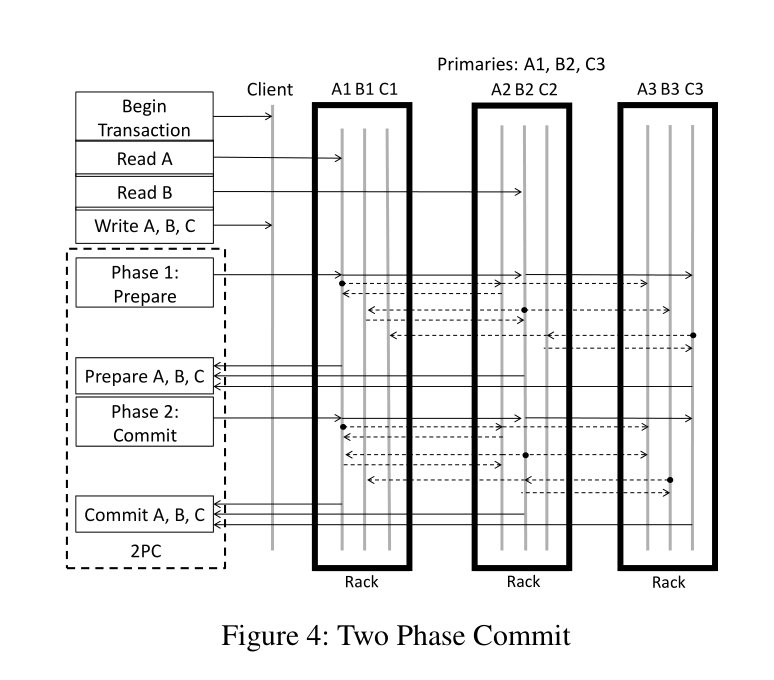 Primaries: A1, B2, C3
Client
A1 B1 C1
A2 B2 C2
A3 B3 C3
Begin
Transaction
Read A
Read B
Write A, B, C
Phase 1:
Prepare
Prepare A, B, C
Phase 2:
Commit
Commit A, B, C
2PC
Rack
Rack
Rack
Figure 4: Two Phase Commit